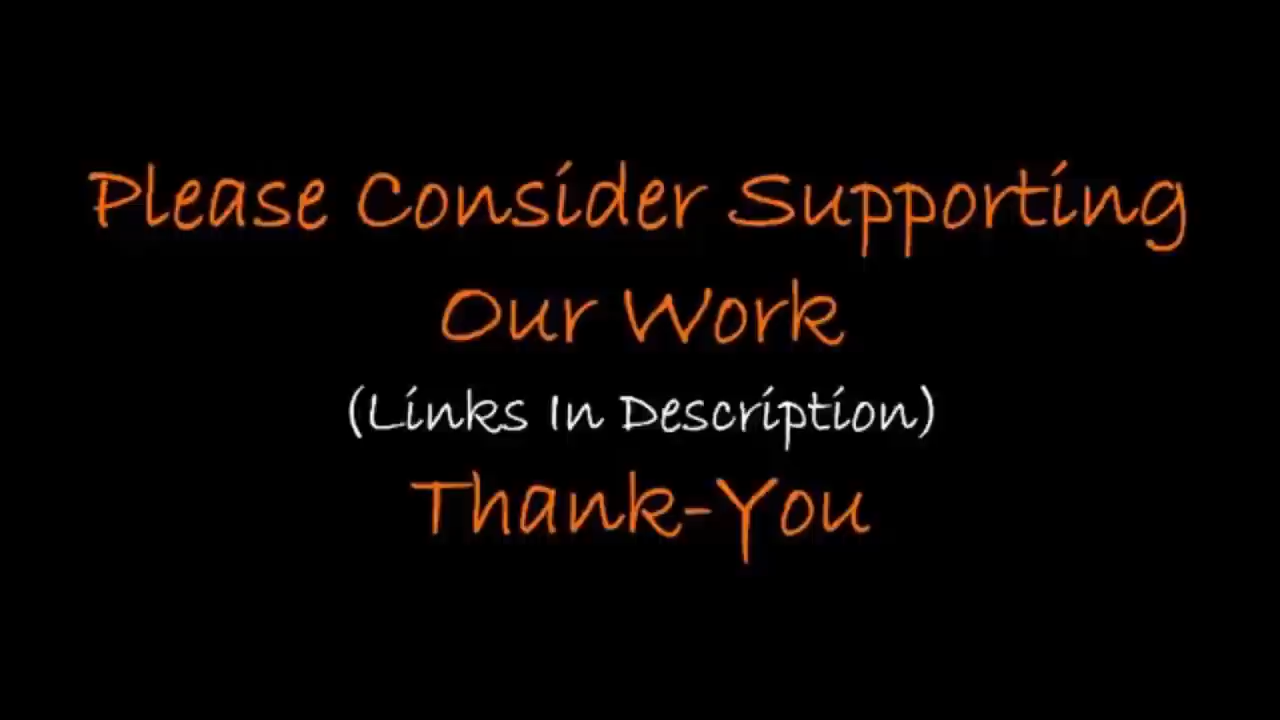 Please Consider Supporting
Our Work
(Links In Description)
Thank-You